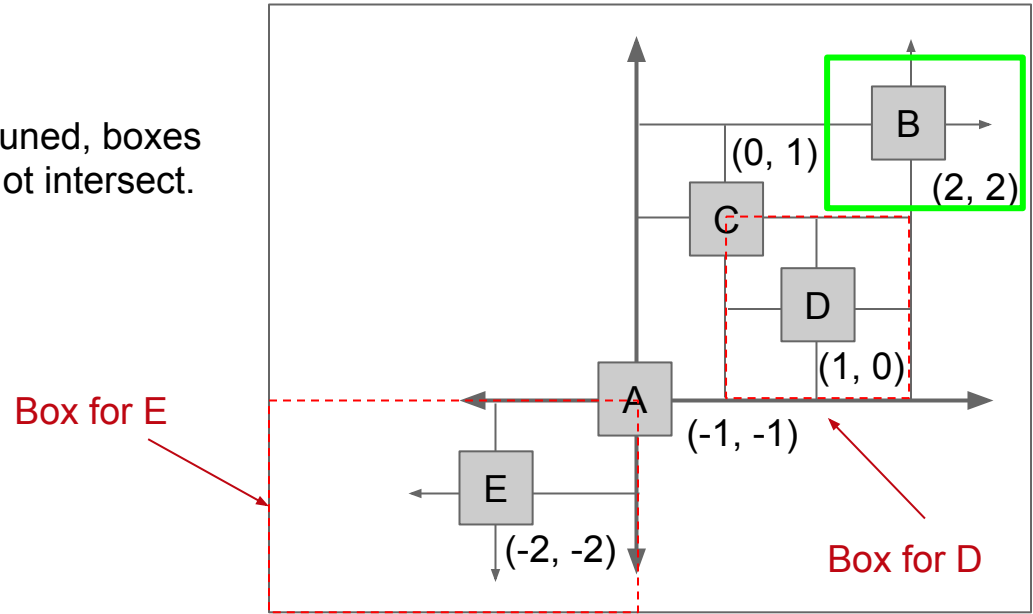 B
(0, 1)
uned, boxes
ot intersect.
(2, 2)
C
D
(1, 0)
A
Box for E
(-1, -1)
E
(-2, -2)
Box for D